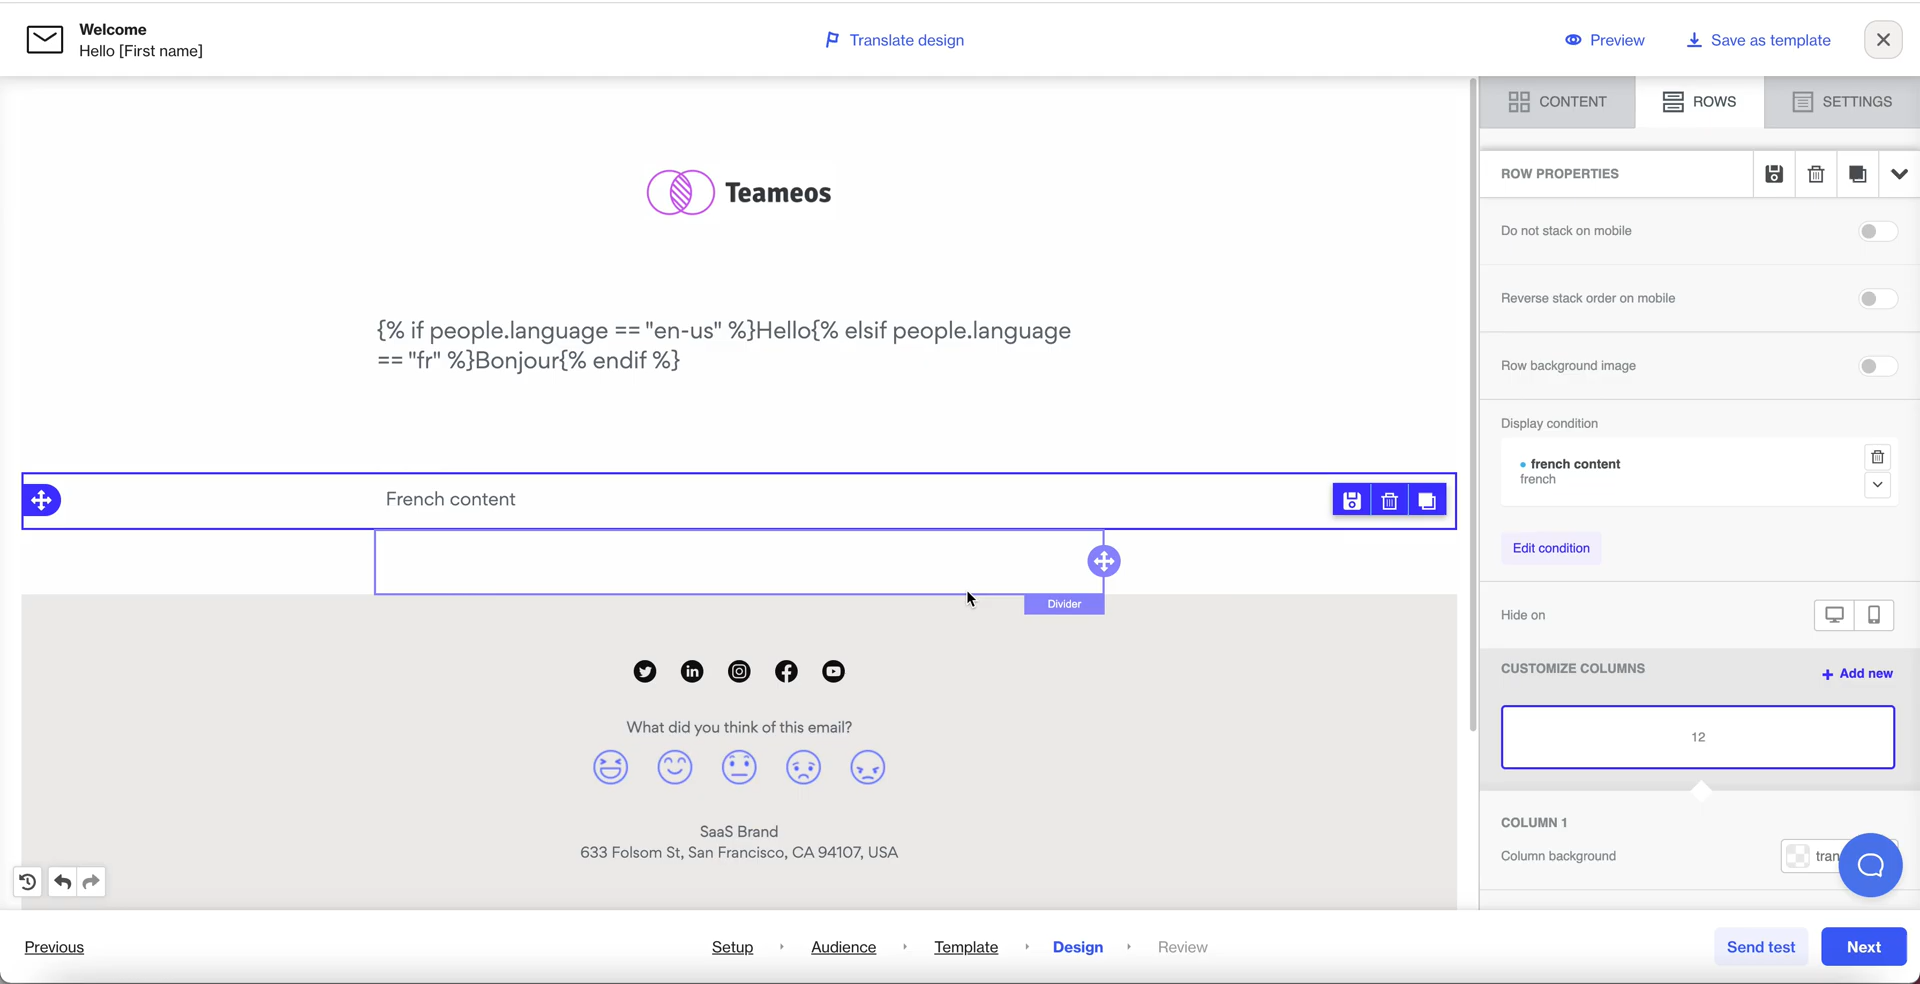 Welcome
Hello [First name]
Translate design
Preview
Save as template
CONTENT
ROWS
SETTINGS
Teameos
{% if people.language == "en-us" %}Hello{% elsif people.language
== "fr" %}Bonjour{% endif %}
French content
Divider
What did you think of this email?
SaaS Brand
633 Folsom St, San Francisco, CA 94107, USA
ROW PROPERTIES
Do not stack on mobile
Reverse stack order on mobile
Row background image
Display condition
french content
french
Edit condition
Hide on
CUSTOMIZE COLUMNS
Add new
12
COLUMN 1
Column background
tran
Previous
Setup
Audience
Template
Design
Review
Send test
Next